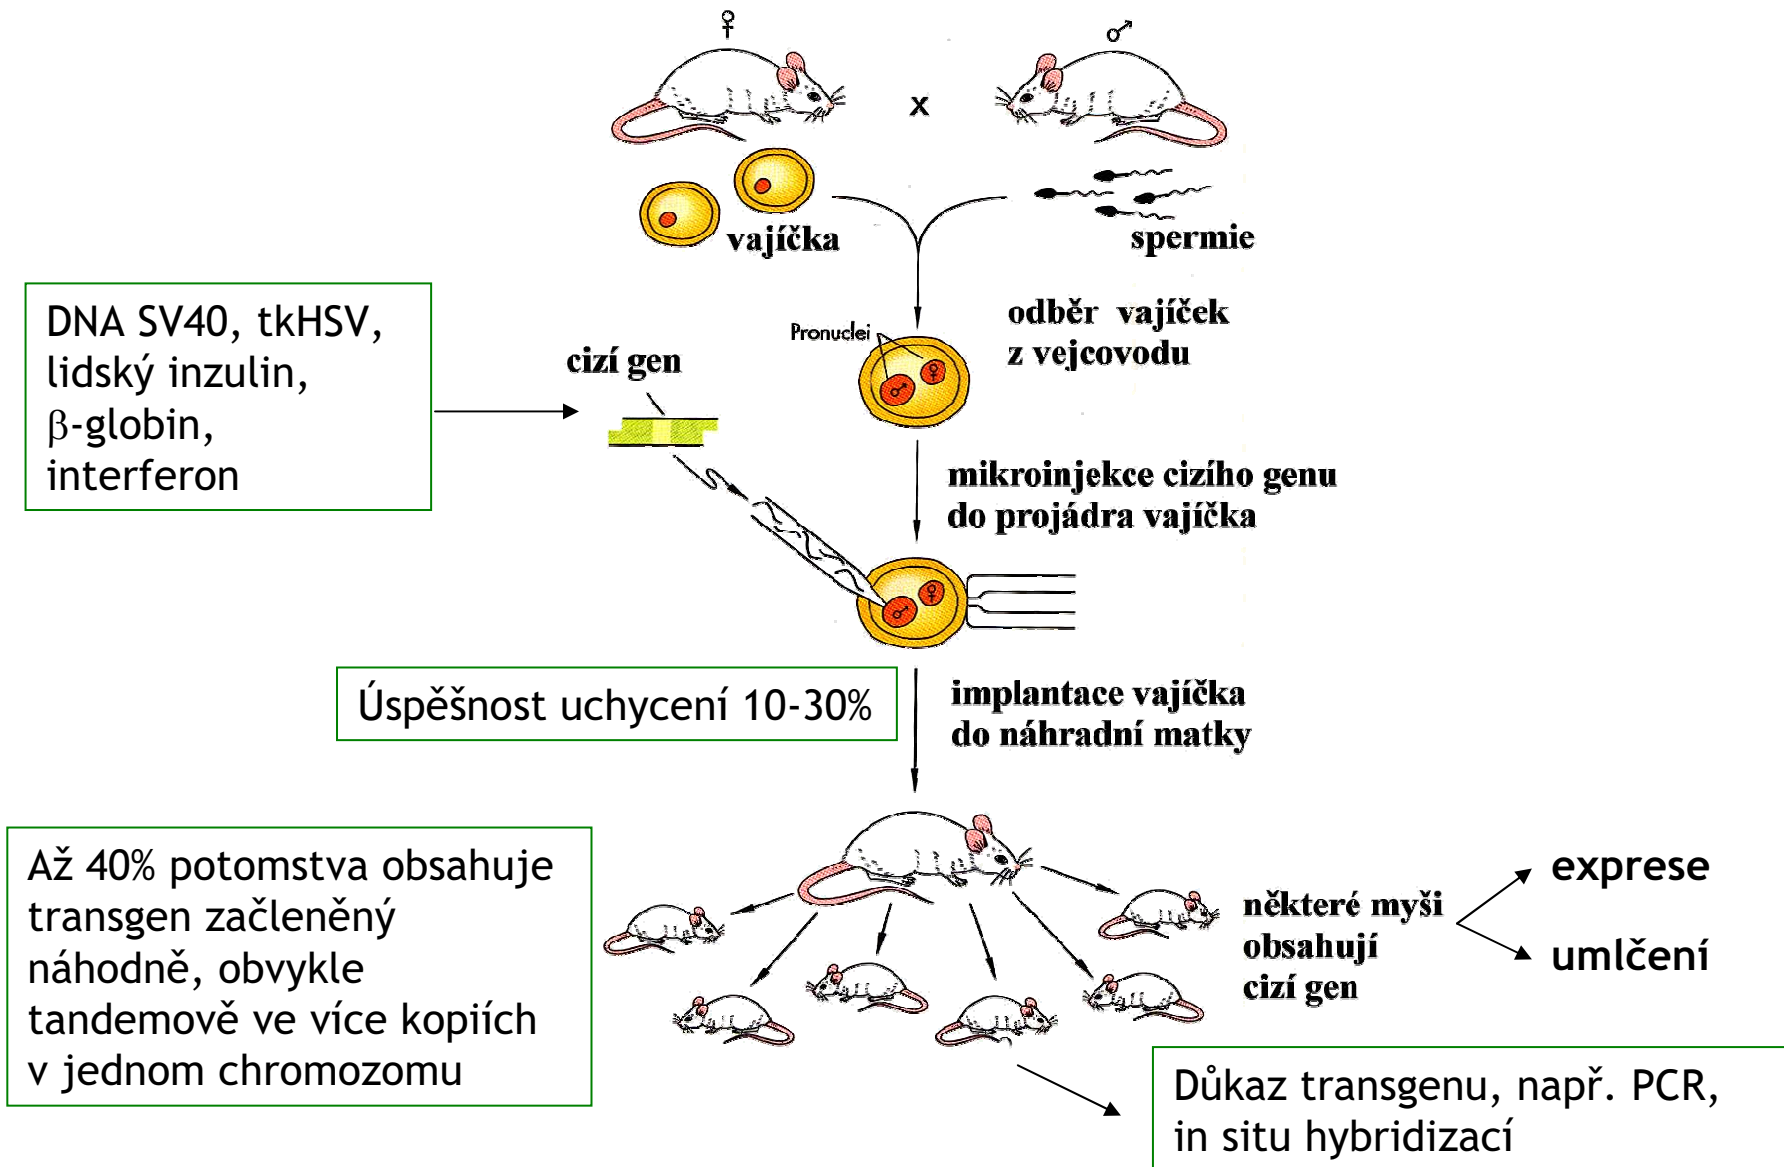 ♀
♂
x
vajíčka
spermie
DNA SV40, tkHSV,
lidský inzulin,
β-globin,
interferon
cizí gen
Pronuclei
♂
♀
odběr vajíček
z vejcovodu
mikroinjekce cizího genu
do projádra vajíčka
♂
♀
Úspěšnost uchycení 10-30%
implantace vajíčka
do náhradní matky
Až 40% potomstva obsahuje
transgen začleněný
náhodně, obvykle
tandemově ve více kopiích
v jednom chromozomu
některé myši
obsahují
cizí gen
exprese
umlčení
Důkaz transgenu, např. PCR,
in situ hybridizací